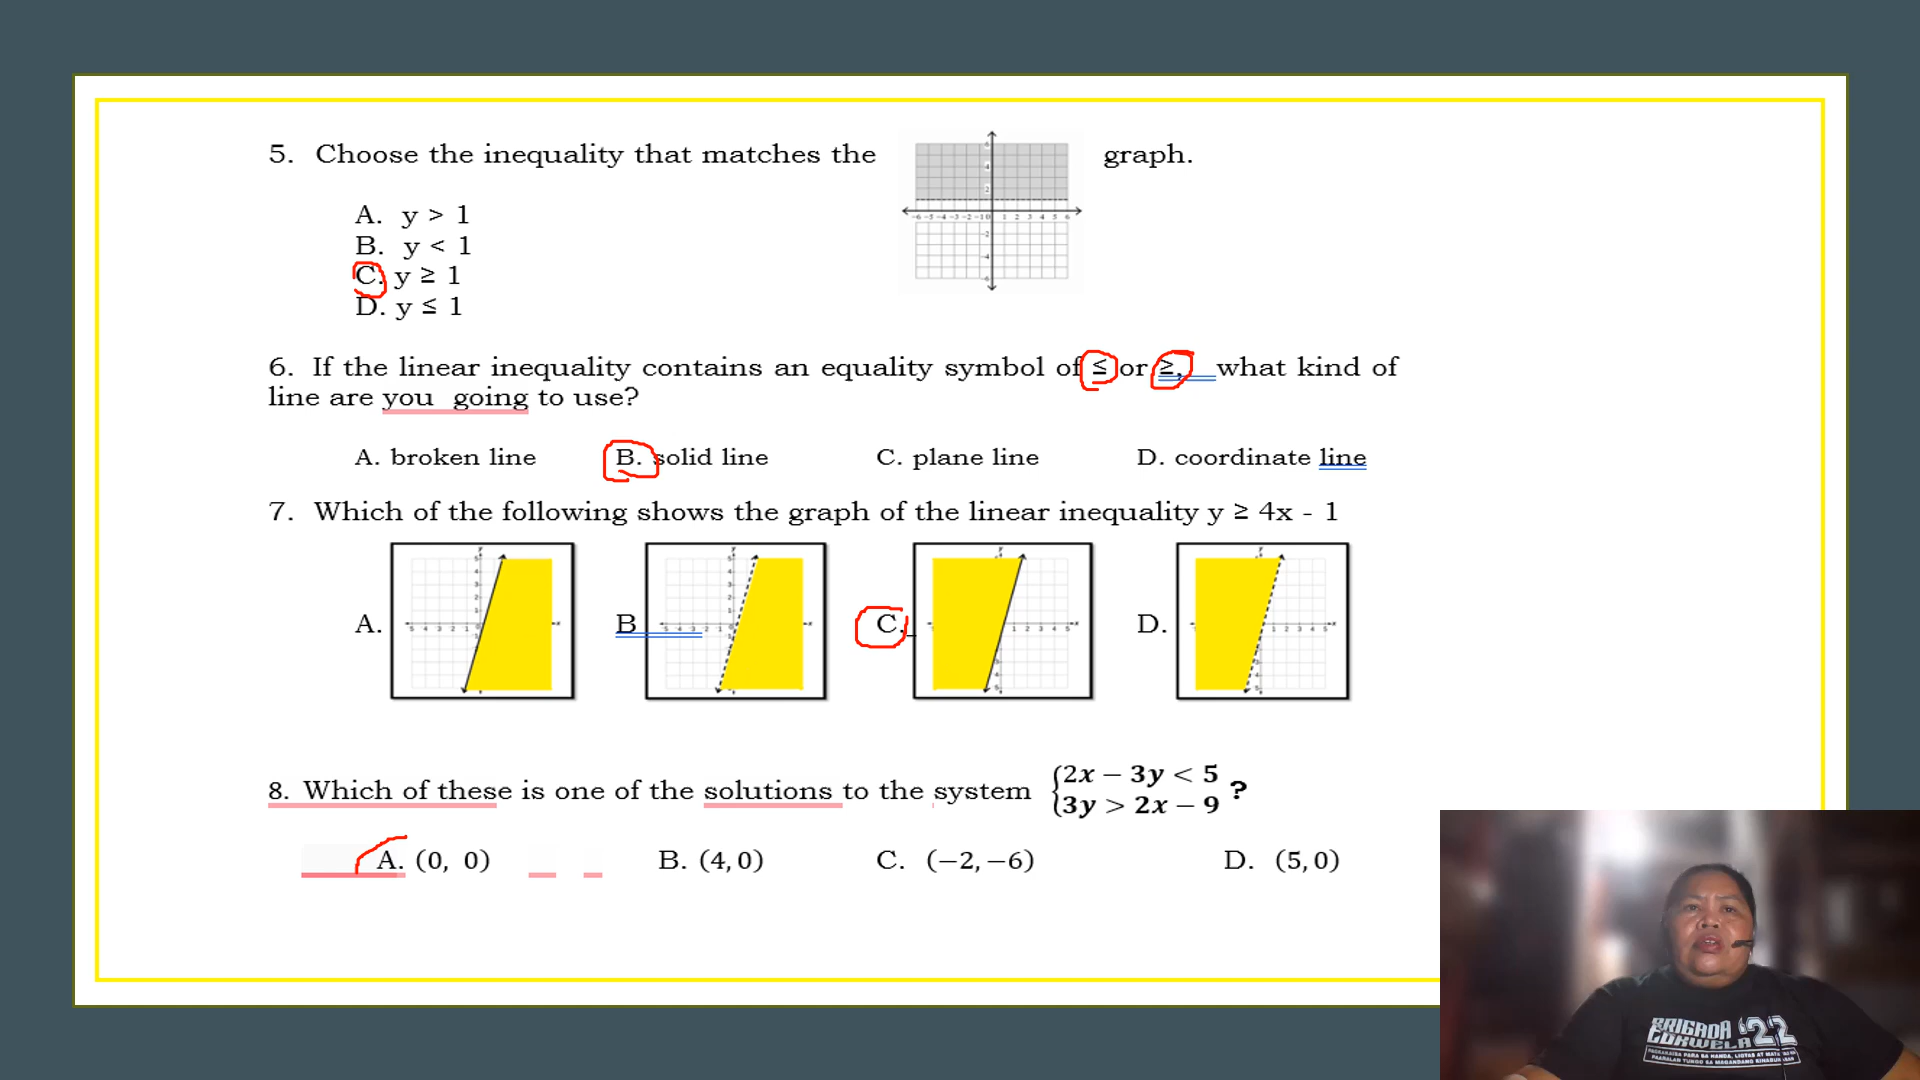 5. Choose the inequality that matches the graph.
A. y > 1
B. y < 1
C. y ≥ 1
D. y ≤ 1
6. If the linear inequality contains an equality symbol of ≤ or ≥, what kind of
line are you going to use?
A. broken line B. solid line C. plane line D. coordinate line
7. Which of the following shows the graph of the linear inequality y ≥ 4x - 1
A. B C. D.
8. Which of these is one of the solutions to the system {2x − 3y < 5
{3y > 2x − 9 ?
A. (0, 0) B. (4, 0) C. (−2, −6) D. (5, 0)
BRIGADA
ESKWELA '22